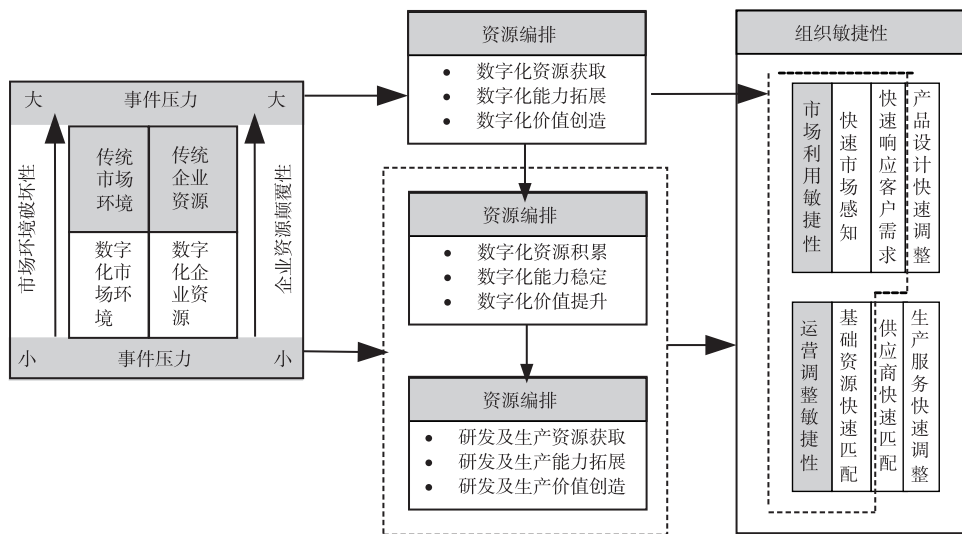 大 事件压力 大
市场环境破坏性
传统
市场
环境
传统
企业
资源
数字
化市
场环
境
数字
化企
业资
源
企业资源颠覆性
小 事件压力 小
资源编排
• 数字化资源获取
• 数字化能力拓展
• 数字化价值创造
资源编排
• 数字化资源积累
• 数字化能力稳定
• 数字化价值提升
资源编排
• 研发及生产资源获取
• 研发及生产能力拓展
• 研发及生产价值创造
组织敏捷性
市场利用敏捷性
快速市场感知
快速响应客户需求
产品设计快速调整
运营调整敏捷性
基础资源快速匹配
供应商快速匹配
生产服务快速调整